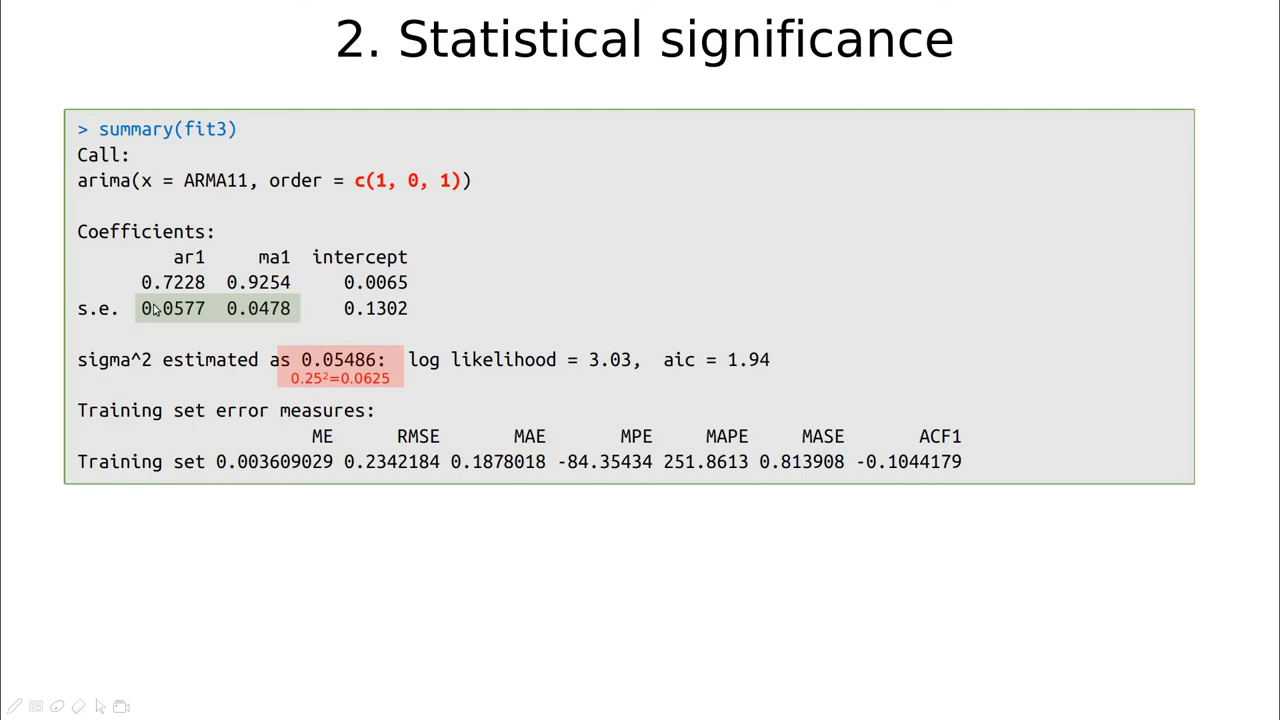 2. Statistical significance
> summary(fit3)
Call:
arima(x = ARMA11, order = c(1, 0, 1))
Coefficients:
ar1 ma1 intercept
0.7228 0.9254 0.0065
s.e. 0.0577 0.0478 0.1302
sigma^2 estimated as 0.05486: log likelihood = 3.03, aic = 1.94
0.25²=0.0625
Training set error measures:
ME RMSE MAE MPE MAPE MASE ACF1
Training set 0.003609029 0.2342184 0.1878018 -84.35434 251.8613 0.813908 -0.1044179